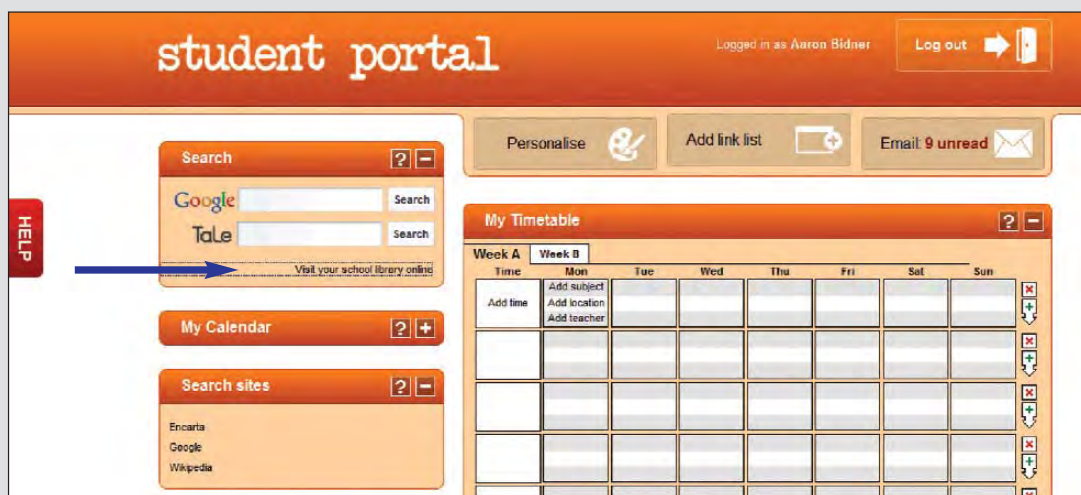 student portal
Logged in as Aaron Bidner
Log out
Personalise
Add link list
Email: 9 unread
HELP
Search
Google
Search
TaLe
Search
Visit your school library online
My Calendar
Search sites
Encarta
Google
Wikipedia
My Timetable
Week A Week B
Time Mon Tue Wed Thu Fri Sat Sun
Add time
Add subject
Add location
Add teacher